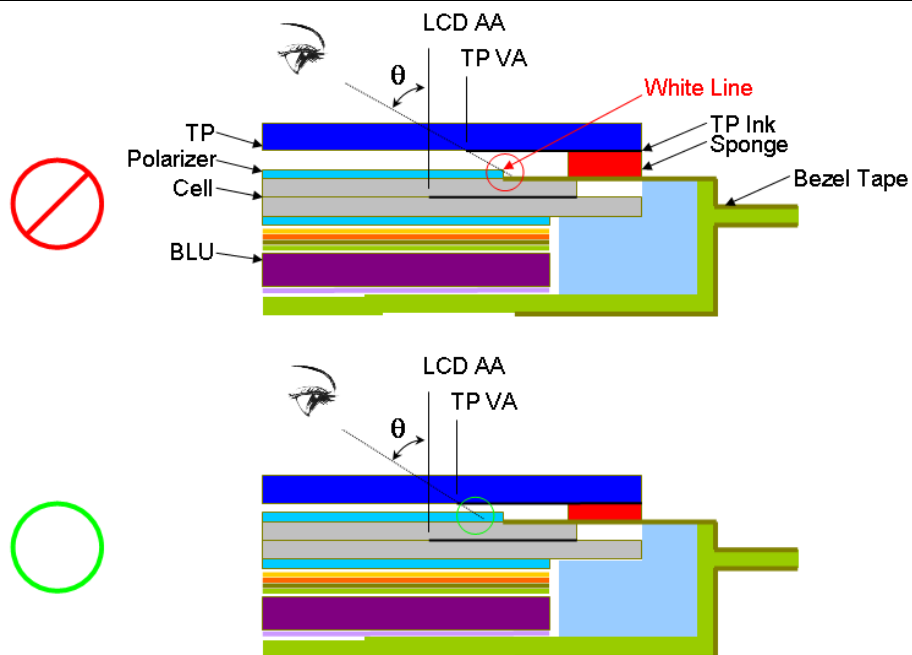 LCD AA
TP VA
θ
White Line
TP
TP Ink
Sponge
Polarizer
Bezel Tape
Cell
BLU
LCD AA
TP VA
θ